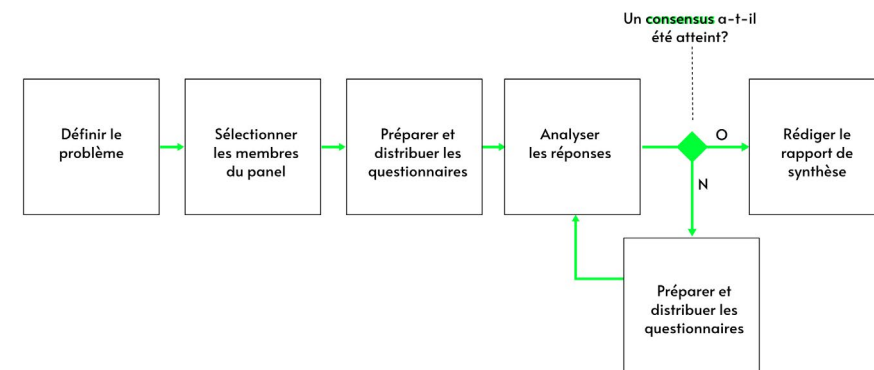 Un consensus a-t-il
été atteint?
Définir le
problème
Sélectionner
les membres
du panel
Préparer et
distribuer les
questionnaires
Analyser
les réponses
O
N
Rédiger le
rapport de
synthèse
Préparer et
distribuer les
questionnaires